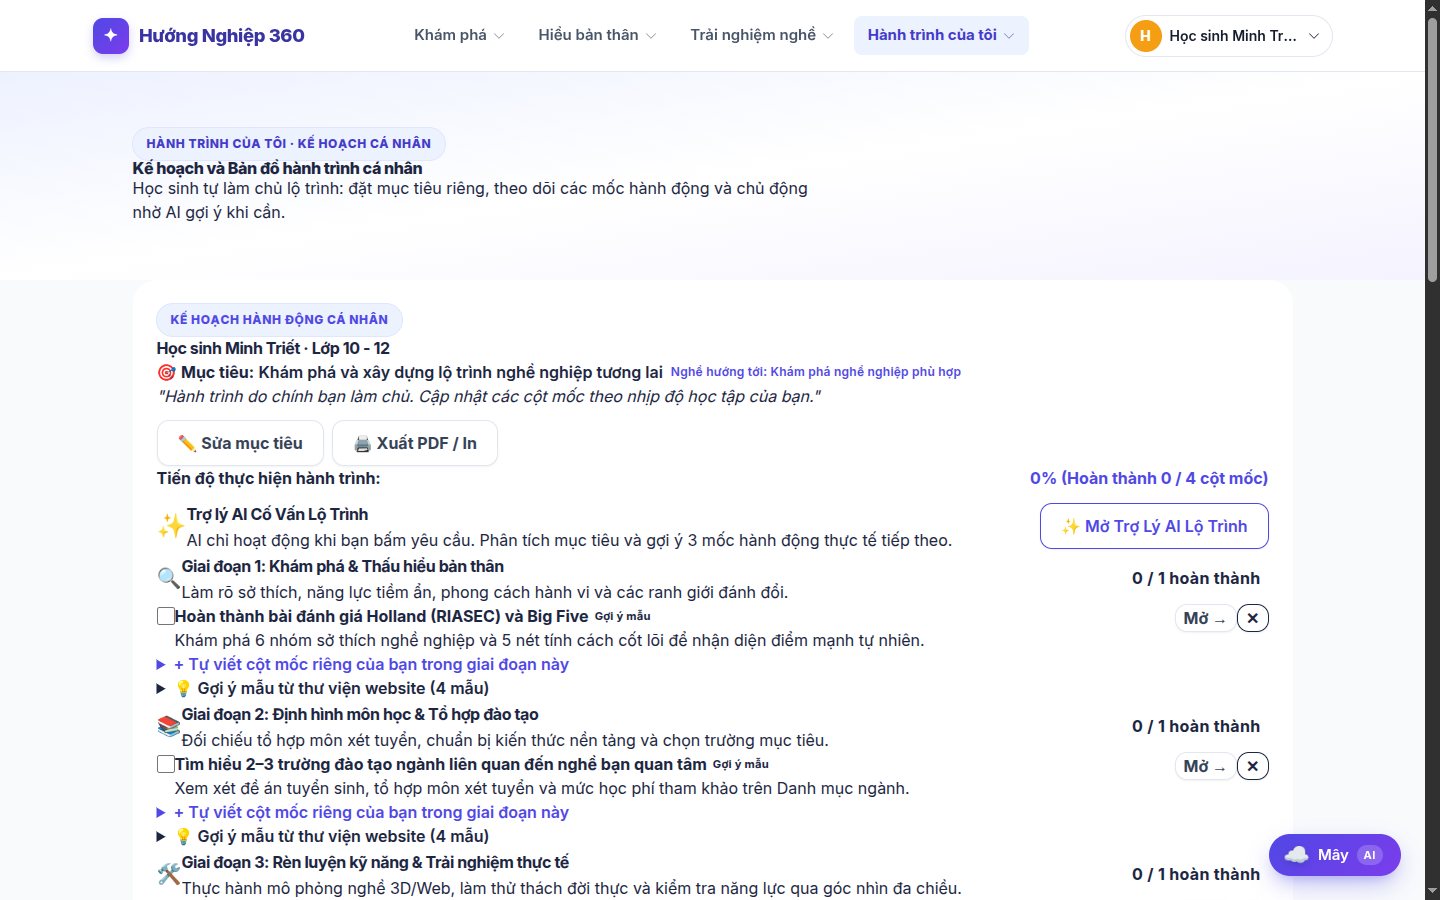 Hướng Nghiệp 360
Khám phá
Hiểu bản thân
Trải nghiệm nghề
Hành trình của tôi
H
Học sinh Minh Tr...
HÀNH TRÌNH CỦA TÔI · KẾ HOẠCH CÁ NHÂN
Kế hoạch và Bản đồ hành trình cá nhân
Học sinh tự làm chủ lộ trình: đặt mục tiêu riêng, theo dõi các mốc hành động và chủ động
nhờ AI gợi ý khi cần.
KẾ HOẠCH HÀNH ĐỘNG CÁ NHÂN
Học sinh Minh Triết · Lớp 10 - 12
🎯 Mục tiêu: Khám phá và xây dựng lộ trình nghề nghiệp tương lai Nghề hướng tới: Khám phá nghề nghiệp phù hợp
"Hành trình do chính bạn làm chủ. Cập nhật các cột mốc theo nhịp độ học tập của bạn."
✏️ Sửa mục tiêu
🖨️ Xuất PDF / In
Tiến độ thực hiện hành trình:
0% (Hoàn thành 0 / 4 cột mốc)
✨ Trợ lý AI Cố Vấn Lộ Trình
AI chỉ hoạt động khi bạn bấm yêu cầu. Phân tích mục tiêu và gợi ý 3 mốc hành động thực tế tiếp theo.
✨ Mở Trợ Lý AI Lộ Trình
🔍 Giai đoạn 1: Khám phá & Thấu hiểu bản thân
Làm rõ sở thích, năng lực tiềm ẩn, phong cách hành vi và các ranh giới đánh đổi.
0 / 1 hoàn thành
Hoàn thành bài đánh giá Holland (RIASEC) và Big Five Gợi ý mẫu
Khám phá 6 nhóm sở thích nghề nghiệp và 5 nét tính cách cốt lõi để nhận diện điểm mạnh tự nhiên.
Mở → ✕
▶ + Tự viết cột mốc riêng của bạn trong giai đoạn này
▶ 💡 Gợi ý mẫu từ thư viện website (4 mẫu)
📚 Giai đoạn 2: Định hình môn học & Tổ hợp đào tạo
Đối chiếu tổ hợp môn xét tuyển, chuẩn bị kiến thức nền tảng và chọn trường mục tiêu.
0 / 1 hoàn thành
Tìm hiểu 2–3 trường đào tạo ngành liên quan đến nghề bạn quan tâm Gợi ý mẫu
Xem xét đề án tuyển sinh, tổ hợp môn xét tuyển và mức học phí tham khảo trên Danh mục ngành.
Mở → ✕
▶ + Tự viết cột mốc riêng của bạn trong giai đoạn này
▶ 💡 Gợi ý mẫu từ thư viện website (4 mẫu)
🛠️ Giai đoạn 3: Rèn luyện kỹ năng & Trải nghiệm thực tế
Thực hành mô phỏng nghề 3D/Web, làm thử thách đời thực và kiểm tra năng lực qua góc nhìn đa chiều.
0 / 1 hoàn thành
☁️ Mây AI